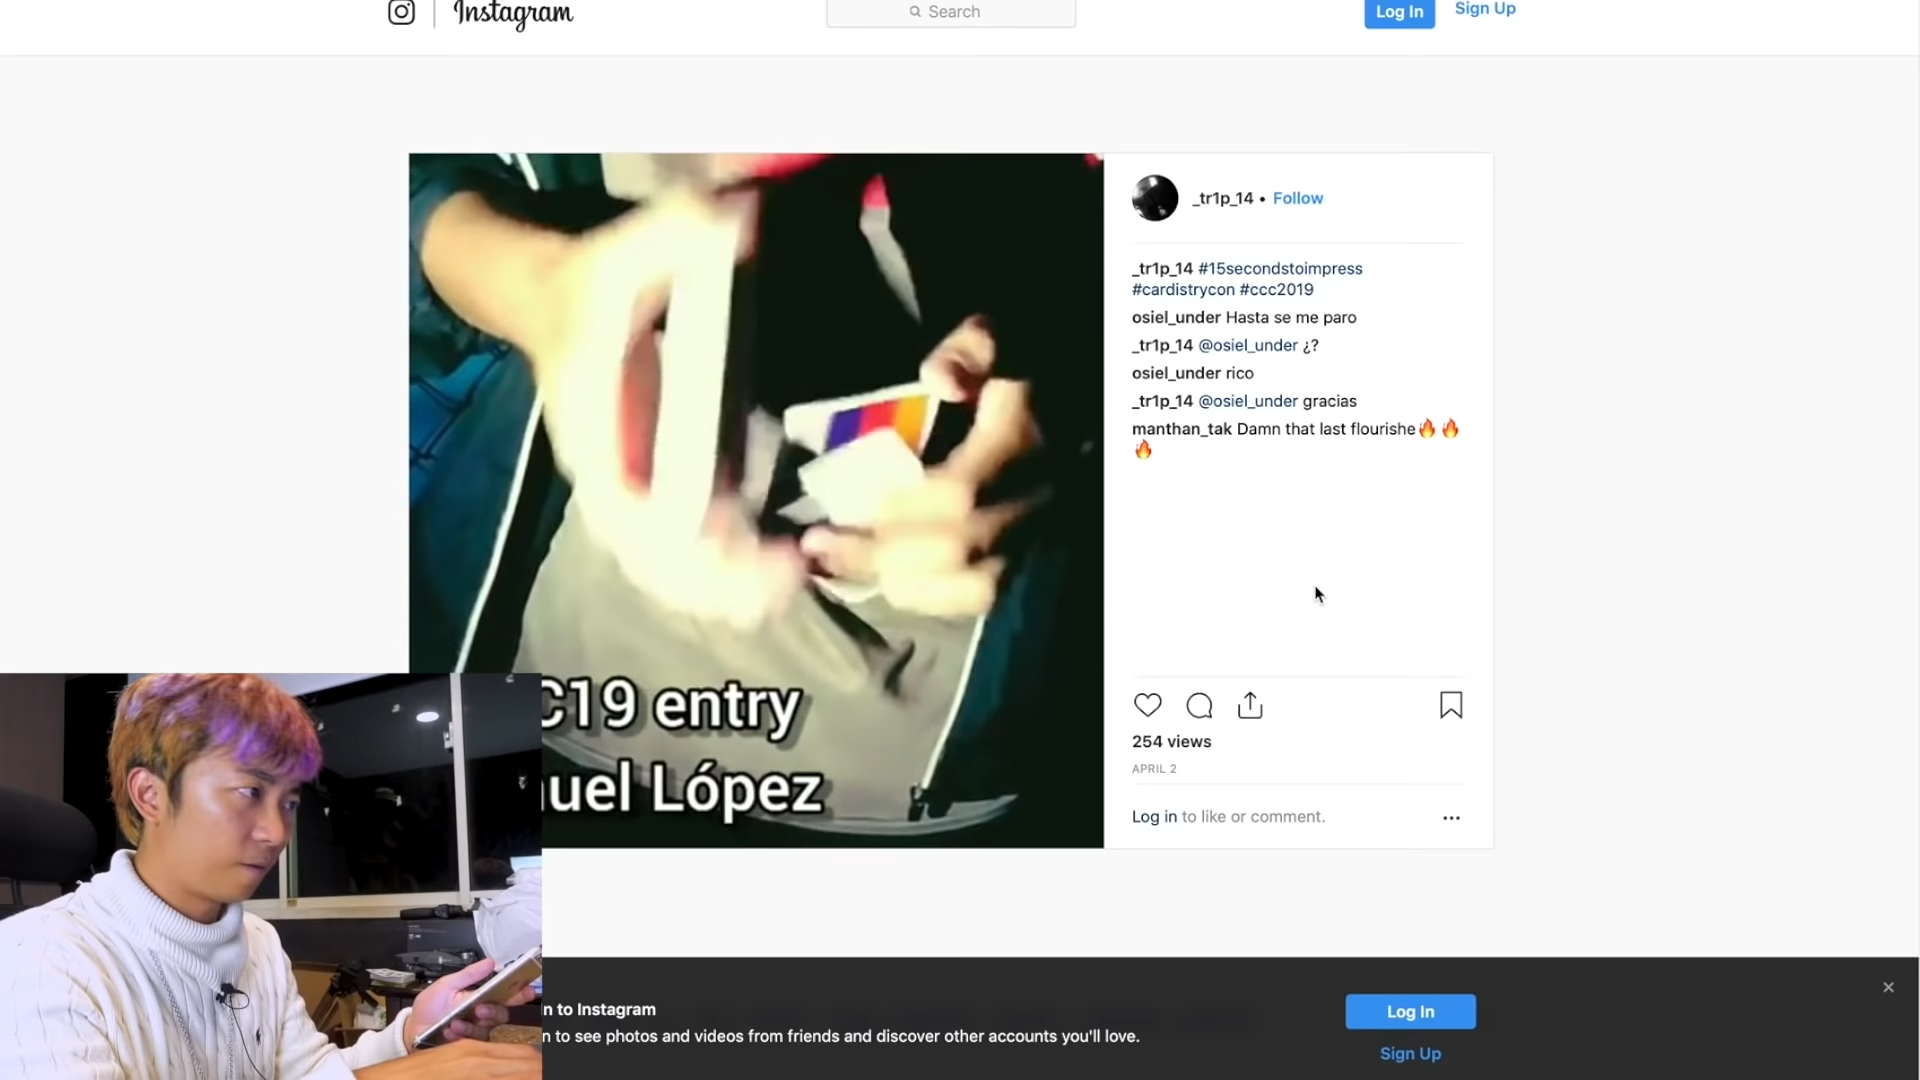 Instagram
Search
Log In
Sign Up
_tr1p_14 • Follow
_tr1p_14 #15secondstoimpress
#cardistrycon #ccc2019
osiel_under Hasta se me paro
_tr1p_14 @osiel_under ¿?
osiel_under rico
_tr1p_14 @osiel_under gracias
manthan_tak Damn that last flourishe🔥 🔥
🔥
C19 entry
uel López
254 views
APRIL 2
Log in to like or comment.
n to Instagram
n to see photos and videos from friends and discover other accounts you'll love.
Log In
Sign Up